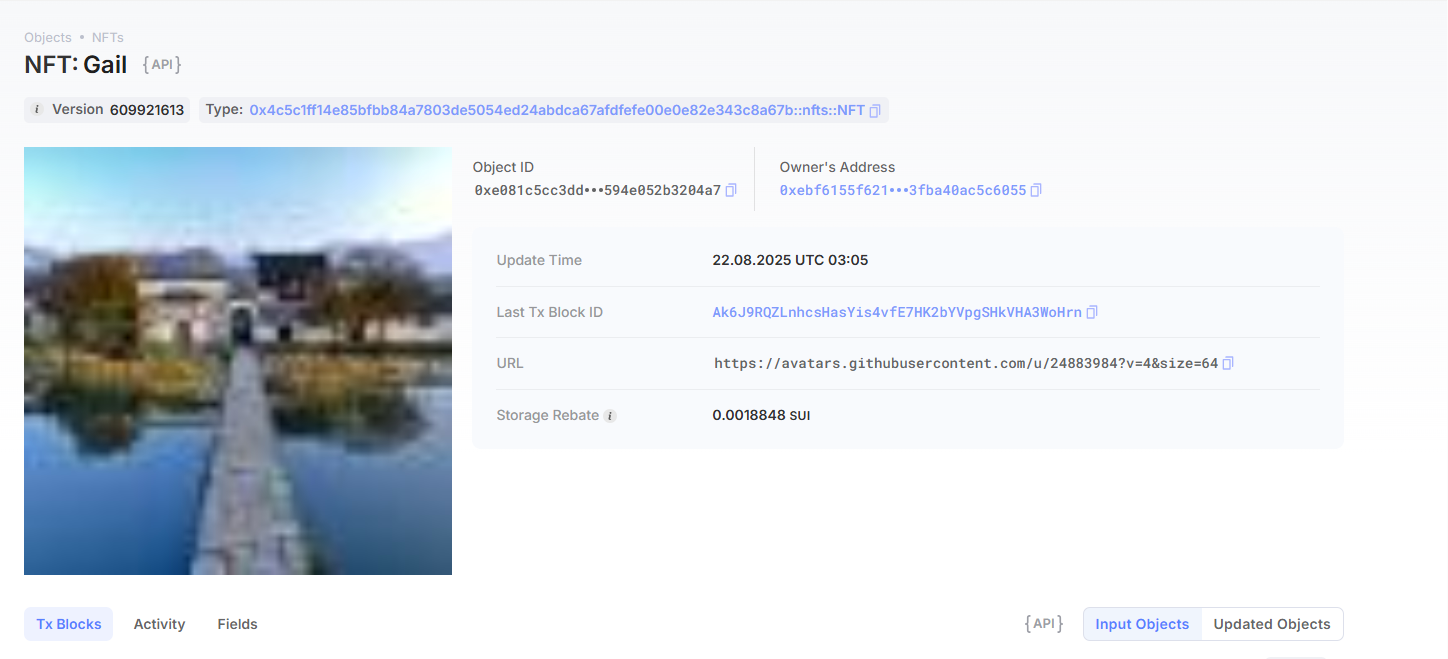 Objects • NFTs
NFT: Gail {API}
i Version 609921613 Type: 0x4c5c1ff14e85bfbb84a7803de5054ed24abdca67afdfefe00e0e82e343c8a67b::nfts::NFT
Object ID
0xe081c5cc3dd•••594e052b3204a7
Owner's Address
0xebf6155f621•••3fba40ac5c6055
Update Time 22.08.2025 UTC 03:05
Last Tx Block ID Ak6J9RQZLnhcsHasYis4vfE7HK2bYVpgSHkVHA3WoHrn
URL https://avatars.githubusercontent.com/u/24883984?v=4&size=64
Storage Rebate i 0.0018848 SUI
Tx Blocks Activity Fields {API} Input Objects Updated Objects